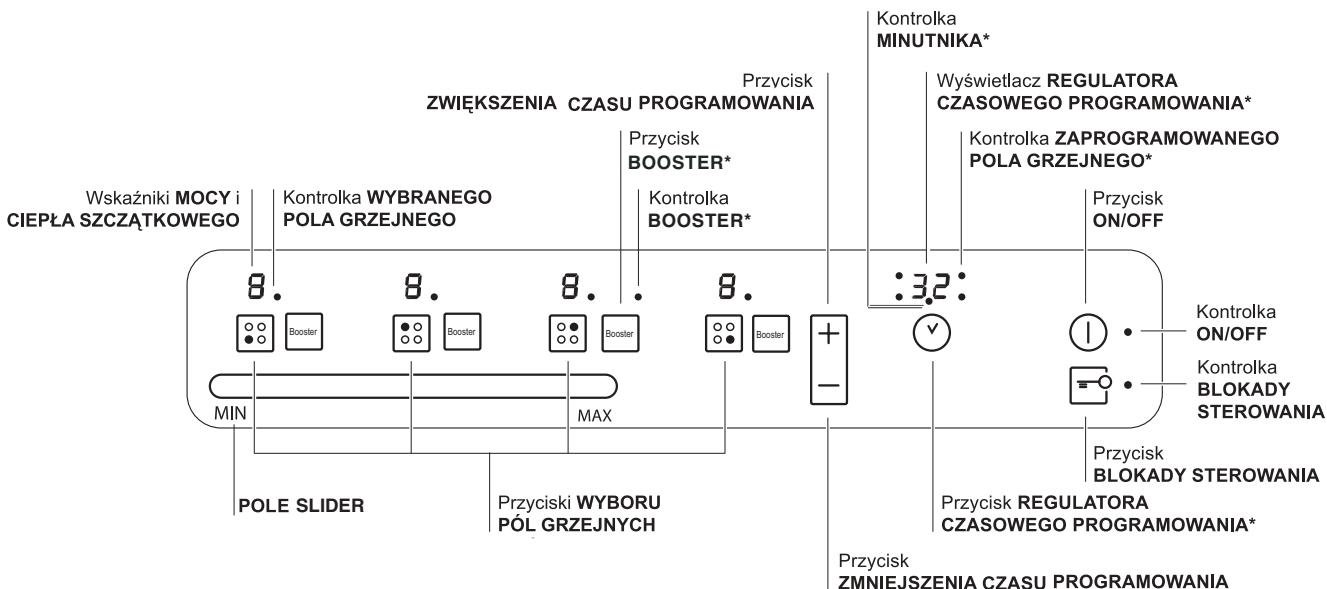 Kontrolka
MINUTNIKA*
Przycisk
ZWIĘKSZENIA CZASU PROGRAMOWANIA
Wyświetlacz REGULATORA
CZASOWEGO PROGRAMOWANIA*
Przycisk
BOOSTER*
Kontrolka ZAPROGRAMOWANEGO
POLA GRZEJNEGO*
Wskaźniki MOCY i
CIEPŁA SZCZĄTKOWEGO
Kontrolka WYBRANEGO
POLA GRZEJNEGO
Kontrolka
BOOSTER*
Przycisk
ON/OFF
8. 8. 8. 8. 32
Booster Booster Booster Booster
+
−
Kontrolka
ON/OFF
Kontrolka
BLOKADY
STEROWANIA
MIN MAX
Przycisk
BLOKADY STEROWANIA
POLE SLIDER
Przyciski WYBORU
PÓL GRZEJNYCH
Przycisk REGULATORA
CZASOWEGO PROGRAMOWANIA*
Przycisk
ZMNIEJSZENIA CZASU PROGRAMOWANIA